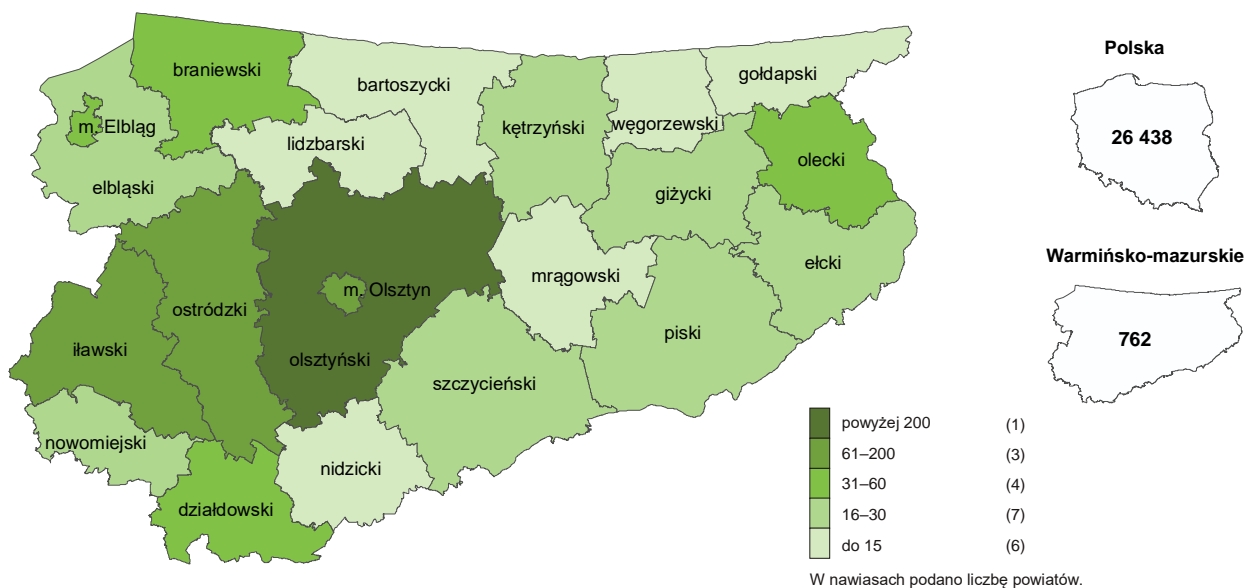 braniewski
bartoszycki
gołdapski
m. Elbląg
kętrzyński
węgorzewski
lidzbarski
olecki
elbląski
giżycki
ełcki
mrągowski
m. Olsztyn
ostródzki
piski
iławski
olsztyński
szczycieński
nowomiejski
nidzicki
działdowski
Polska
26 438
Warmińsko-mazurskie
762
powyżej 200 (1)
61–200 (3)
31–60 (4)
16–30 (7)
do 15 (6)
W nawiasach podano liczbę powiatów.